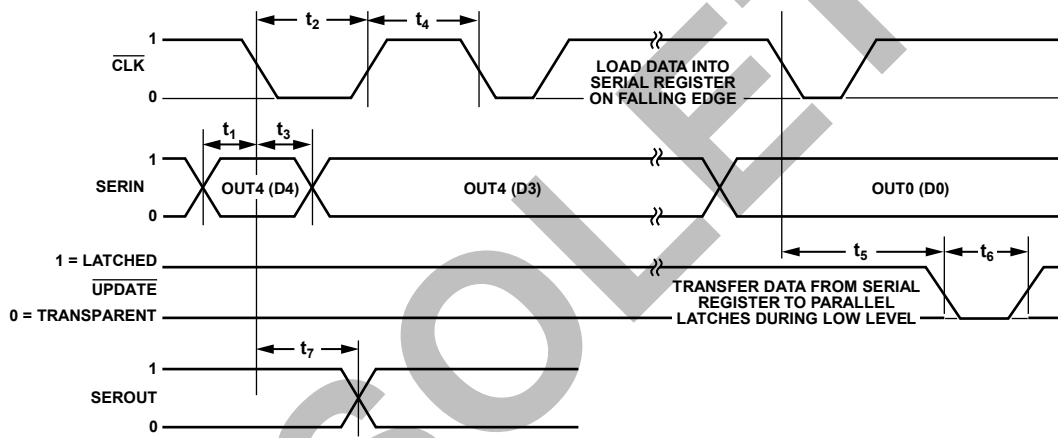 t2
t4
1
CLK
0
LOAD DATA INTO
SERIAL REGISTER
ON FALLING EDGE
t1
t3
1
SERIN
0
OUT4 (D4)
OUT4 (D3)
OUT0 (D0)
t5
t6
1 = LATCHED
UPDATE
0 = TRANSPARENT
TRANSFER DATA FROM SERIAL
REGISTER TO PARALLEL
LATCHES DURING LOW LEVEL
t7
1
SEROUT
0